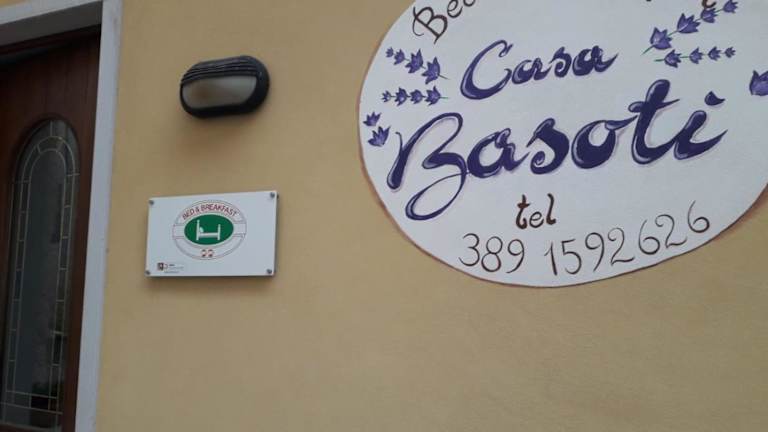 Casa
Basoti
tel
389 1592626
BED & BREAKFAST